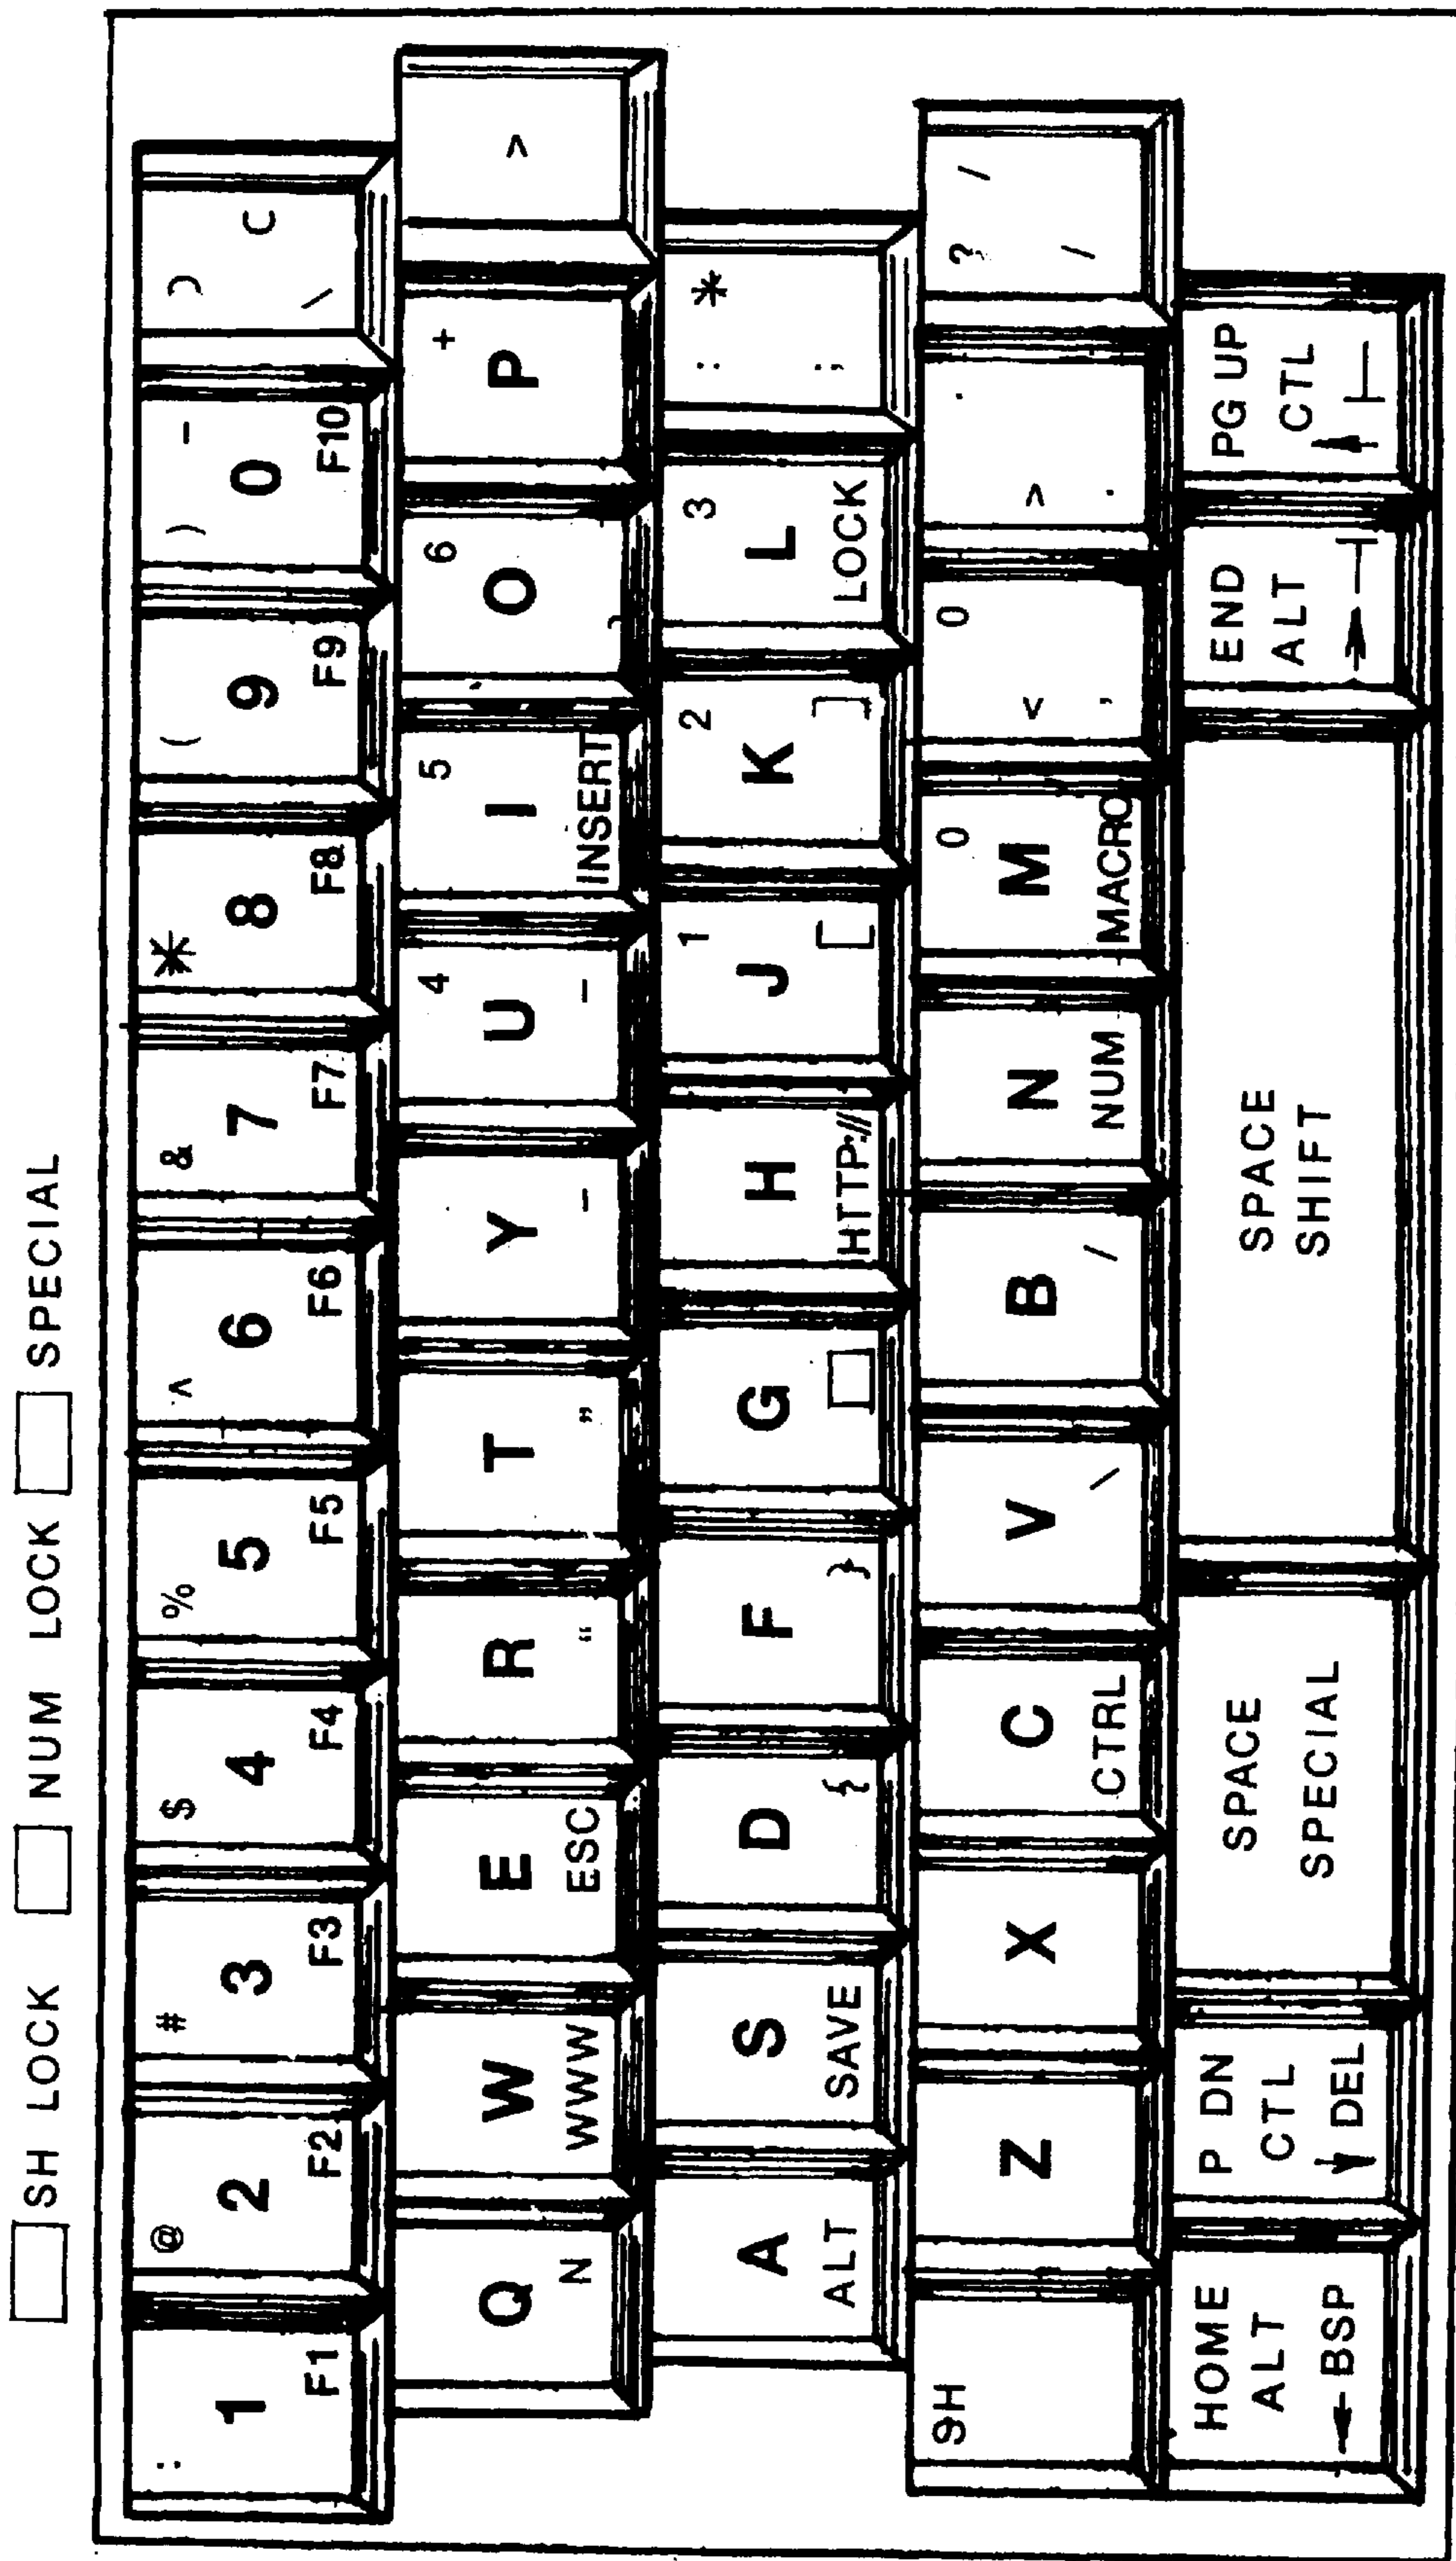 SH LOCK NUM LOCK SPECIAL
: 1 F1
@ 2 F2
# 3 F3
$ 4 F4
% 5 F5
^ 6 F6
& 7 F7
* 8 F8
( 9 F9
) – 0 F10
\
Q N
W WWW
E ESC
R “
T ”
Y –
4 U –
5 I INSERT
6 O
+ P
>
A ALT
S SAVE
D {
F }
G
H HTTP://
1 J [
2 K ]
3 L LOCK
: * ;
Z
X
C CTRL
V \
B /
N NUM
0 M MACRO
0 < ,
. > .
? / /
HOME
ALT
← BSP
P DN
CTL
↓ DEL
SPACE
SPECIAL
SPACE
SHIFT
END
ALT
PG UP
CTL